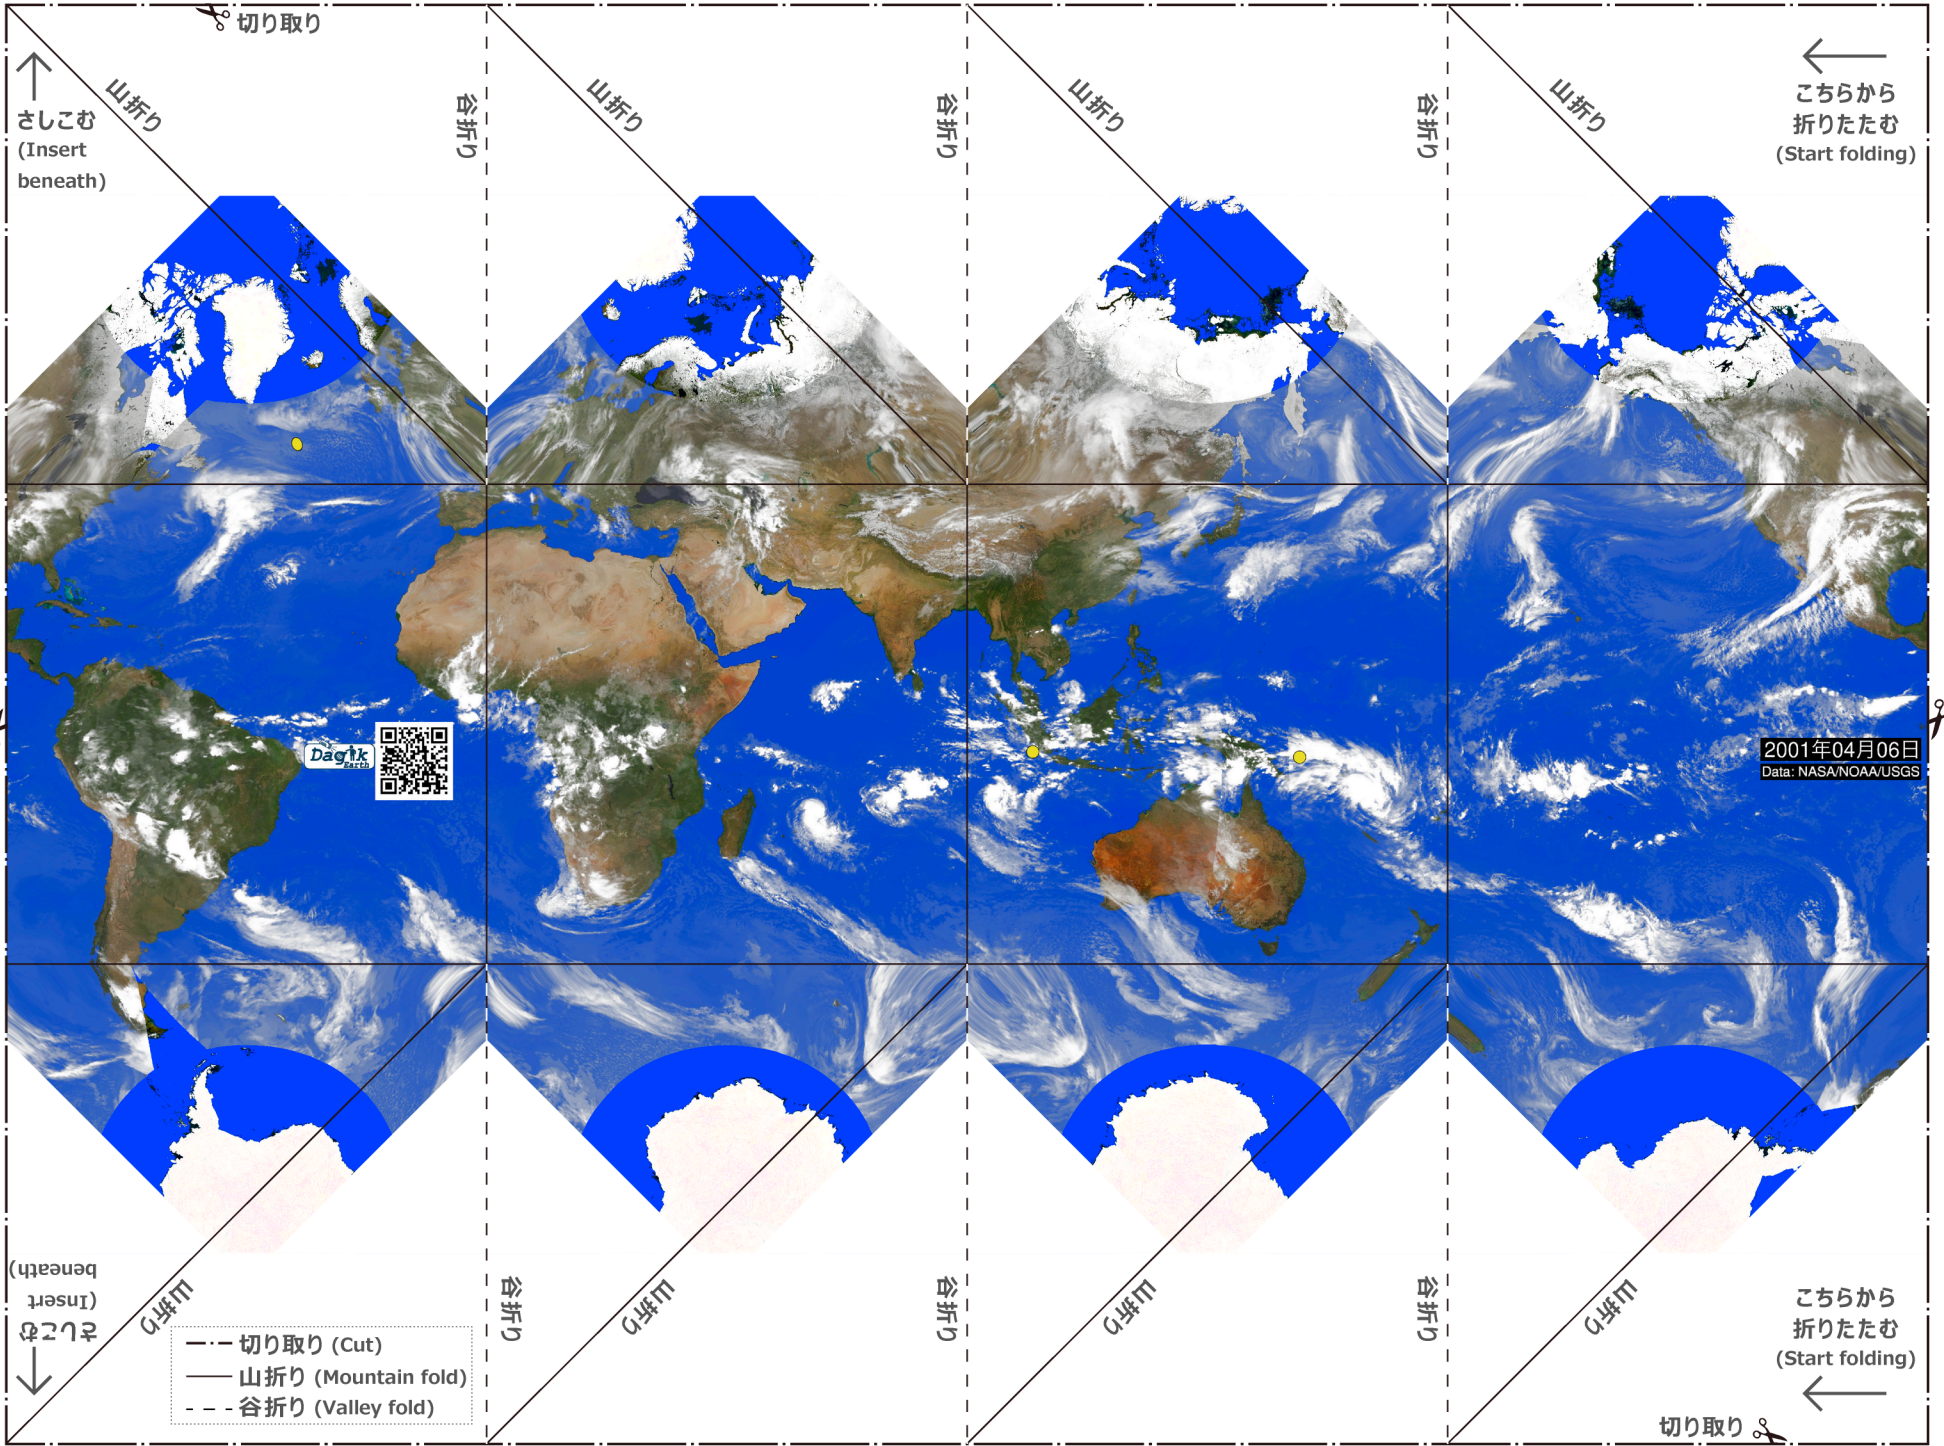 切り取り
山折り
谷折り
山折り
谷折り
山折り
谷折り
山折り
さしこむ
(Insert
beneath)
こちらから
折りたたむ
(Start folding)
Dagik
Earth
2001年04月06日
Data: NASA/NOAA/USGS
さしこむ
(Insert
beneath)
山折り
谷折り
山折り
谷折り
山折り
谷折り
山折り
こちらから
折りたたむ
(Start folding)
切り取り (Cut)
山折り (Mountain fold)
谷折り (Valley fold)
切り取り